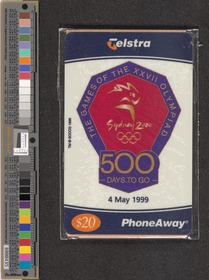 Telstra
THE GAMES OF THE XXVII OLYMPIAD
Sydney 2000
500
DAYS TO GO
4 May 1999
$20
PhoneAway